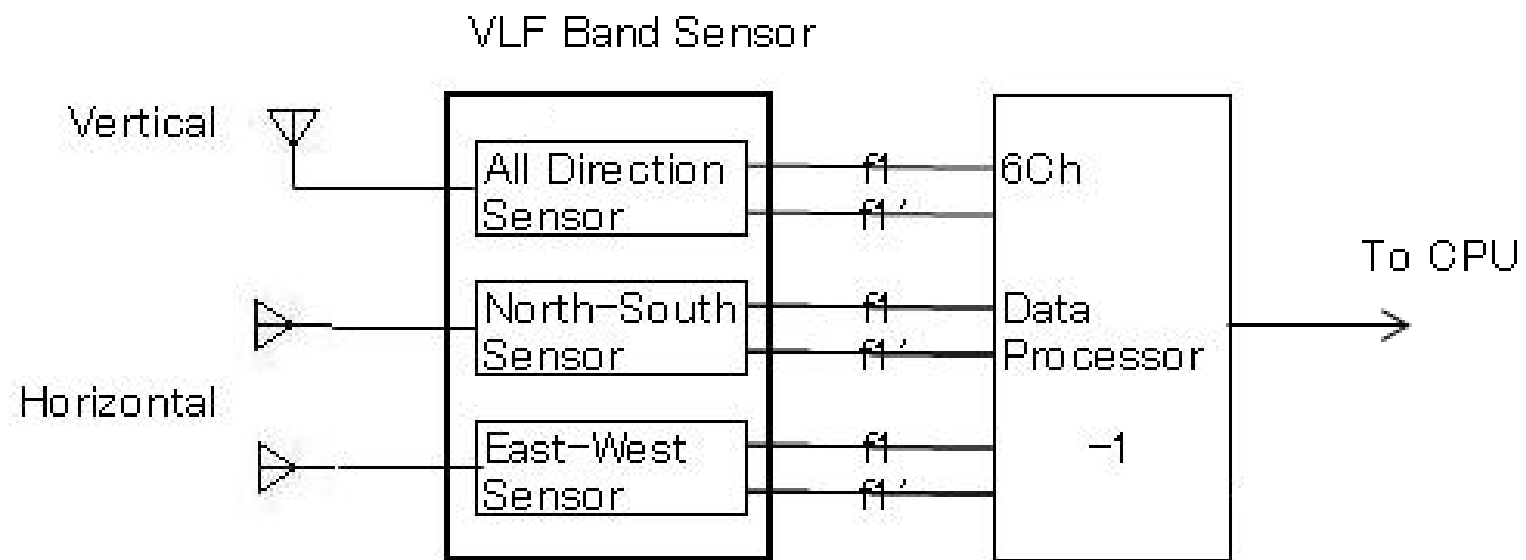 VLF Band Sensor
Vertical
All Direction
Sensor
f1
f1′
6Ch
North-South
Sensor
f1
f1′
Data
Processor
To CPU
Horizontal
East-West
Sensor
f1
f1′
-1